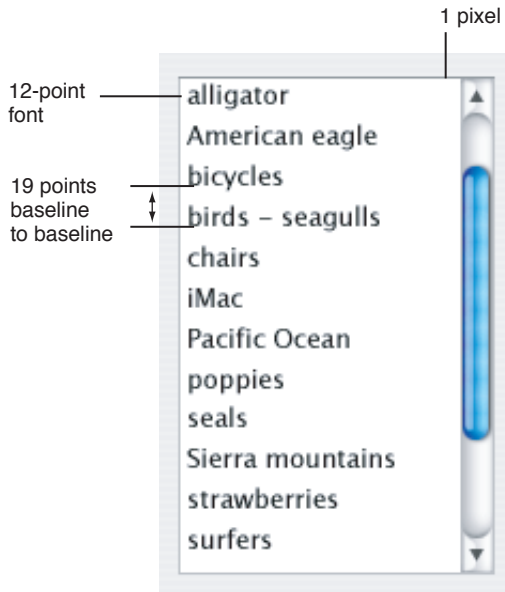 1 pixel
12-point
font
19 points
baseline
to baseline
alligator
American eagle
bicycles
birds – seagulls
chairs
iMac
Pacific Ocean
poppies
seals
Sierra mountains
strawberries
surfers